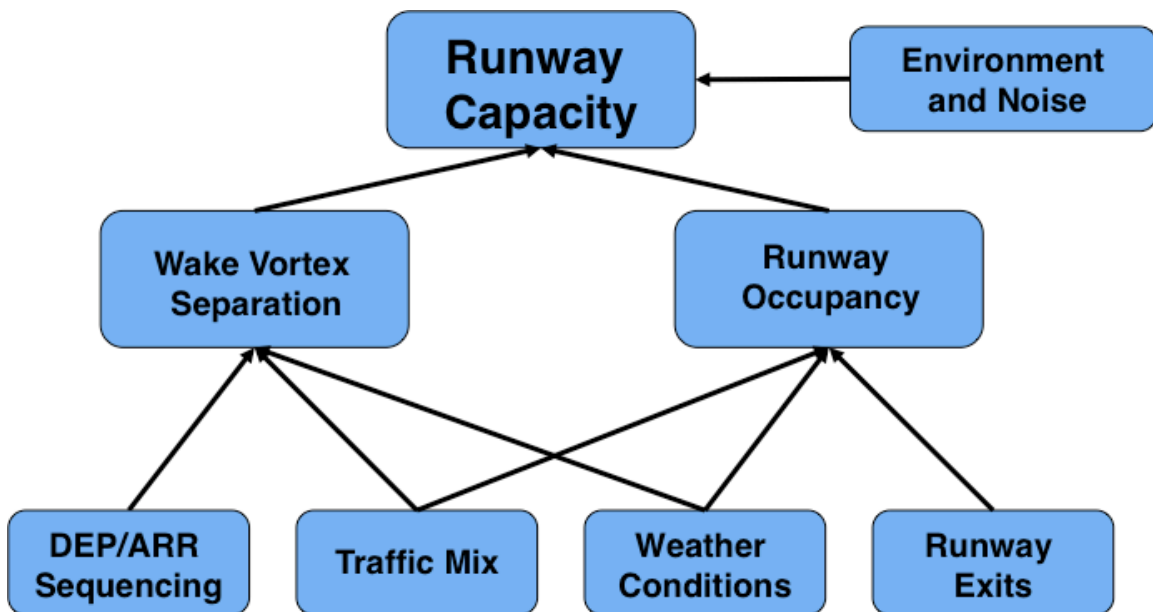 Runway
Capacity
Environment
and Noise
Wake Vortex
Separation
Runway
Occupancy
DEP/ARR
Sequencing
Traffic Mix
Weather
Conditions
Runway
Exits